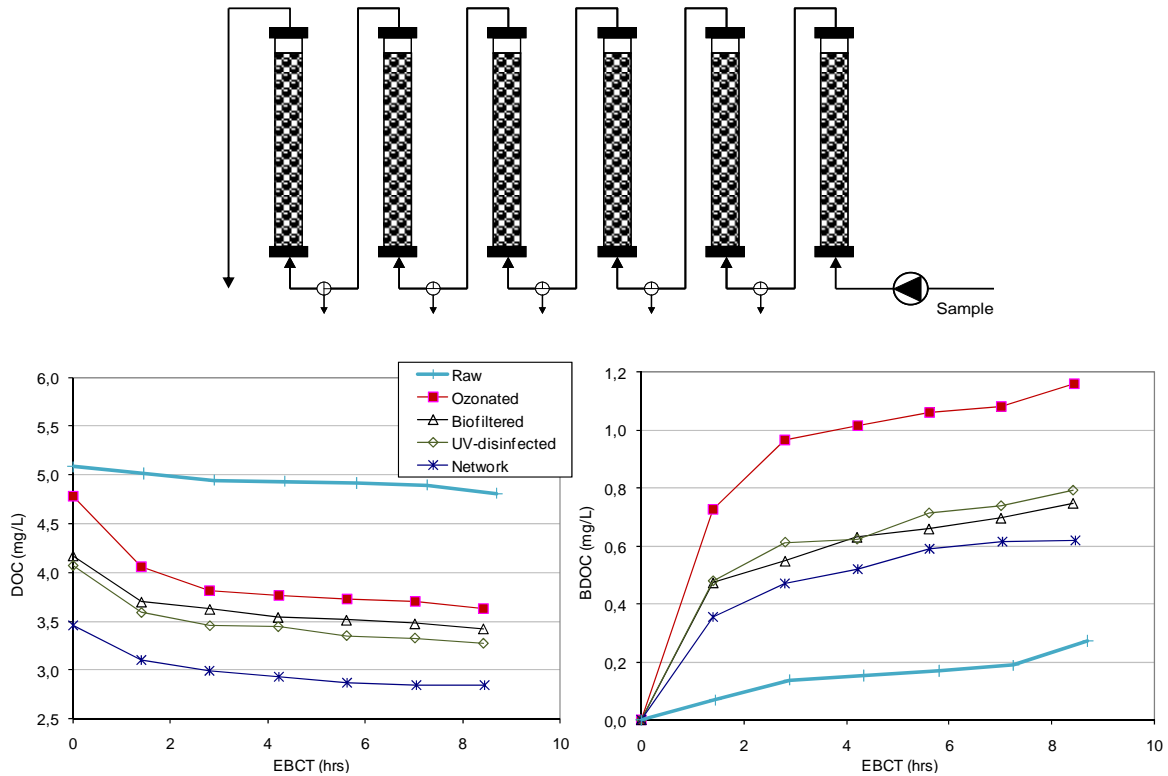 Sample
6,0
5,5
5,0
4,5
4,0
3,5
3,0
2,5
DOC (mg/L)
0 2 4 6 8 10
EBCT (hrs)
Raw
Ozonated
Biofiltered
UV-disinfected
Network
1,2
1,0
0,8
0,6
0,4
0,2
0,0
BDOC (mg/L)
0 2 4 6 8 10
EBCT (hrs)